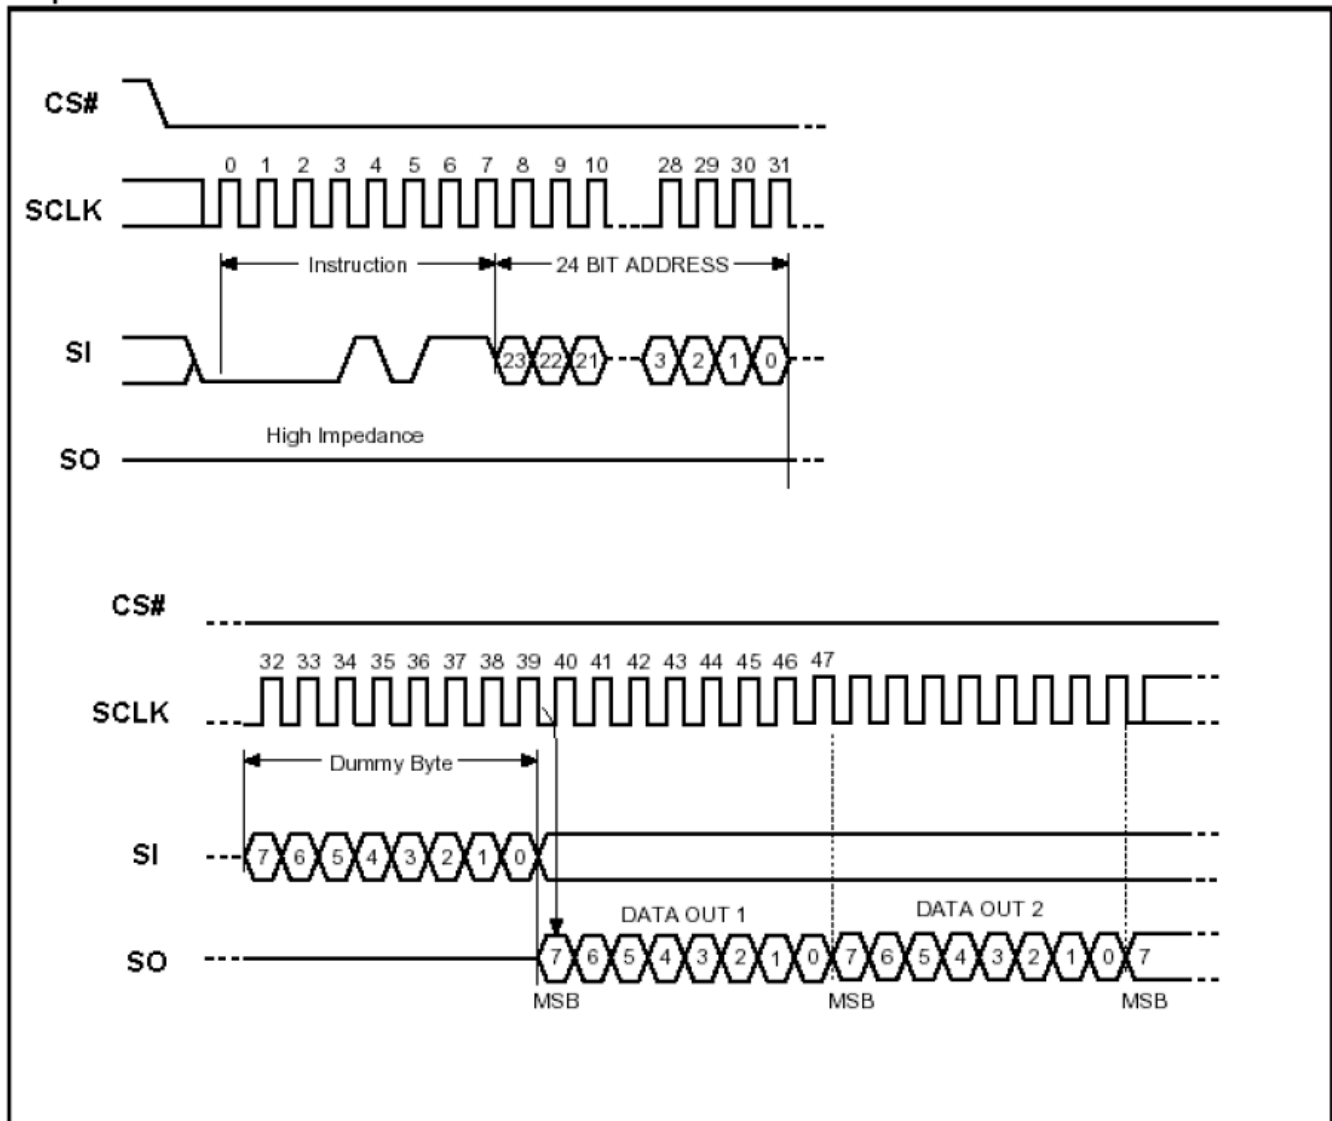 CS#
0 1 2 3 4 5 6 7 8 9 10 28 29 30 31
SCLK
Instruction 24 BIT ADDRESS
SI 23 22 21 3 2 1 0
High Impedance
SO
CS#
32 33 34 35 36 37 38 39 40 41 42 43 44 45 46 47
SCLK
Dummy Byte
SI 7 6 5 4 3 2 1 0
DATA OUT 1 DATA OUT 2
SO 7 6 5 4 3 2 1 0 7 6 5 4 3 2 1 0 7
MSB MSB MSB